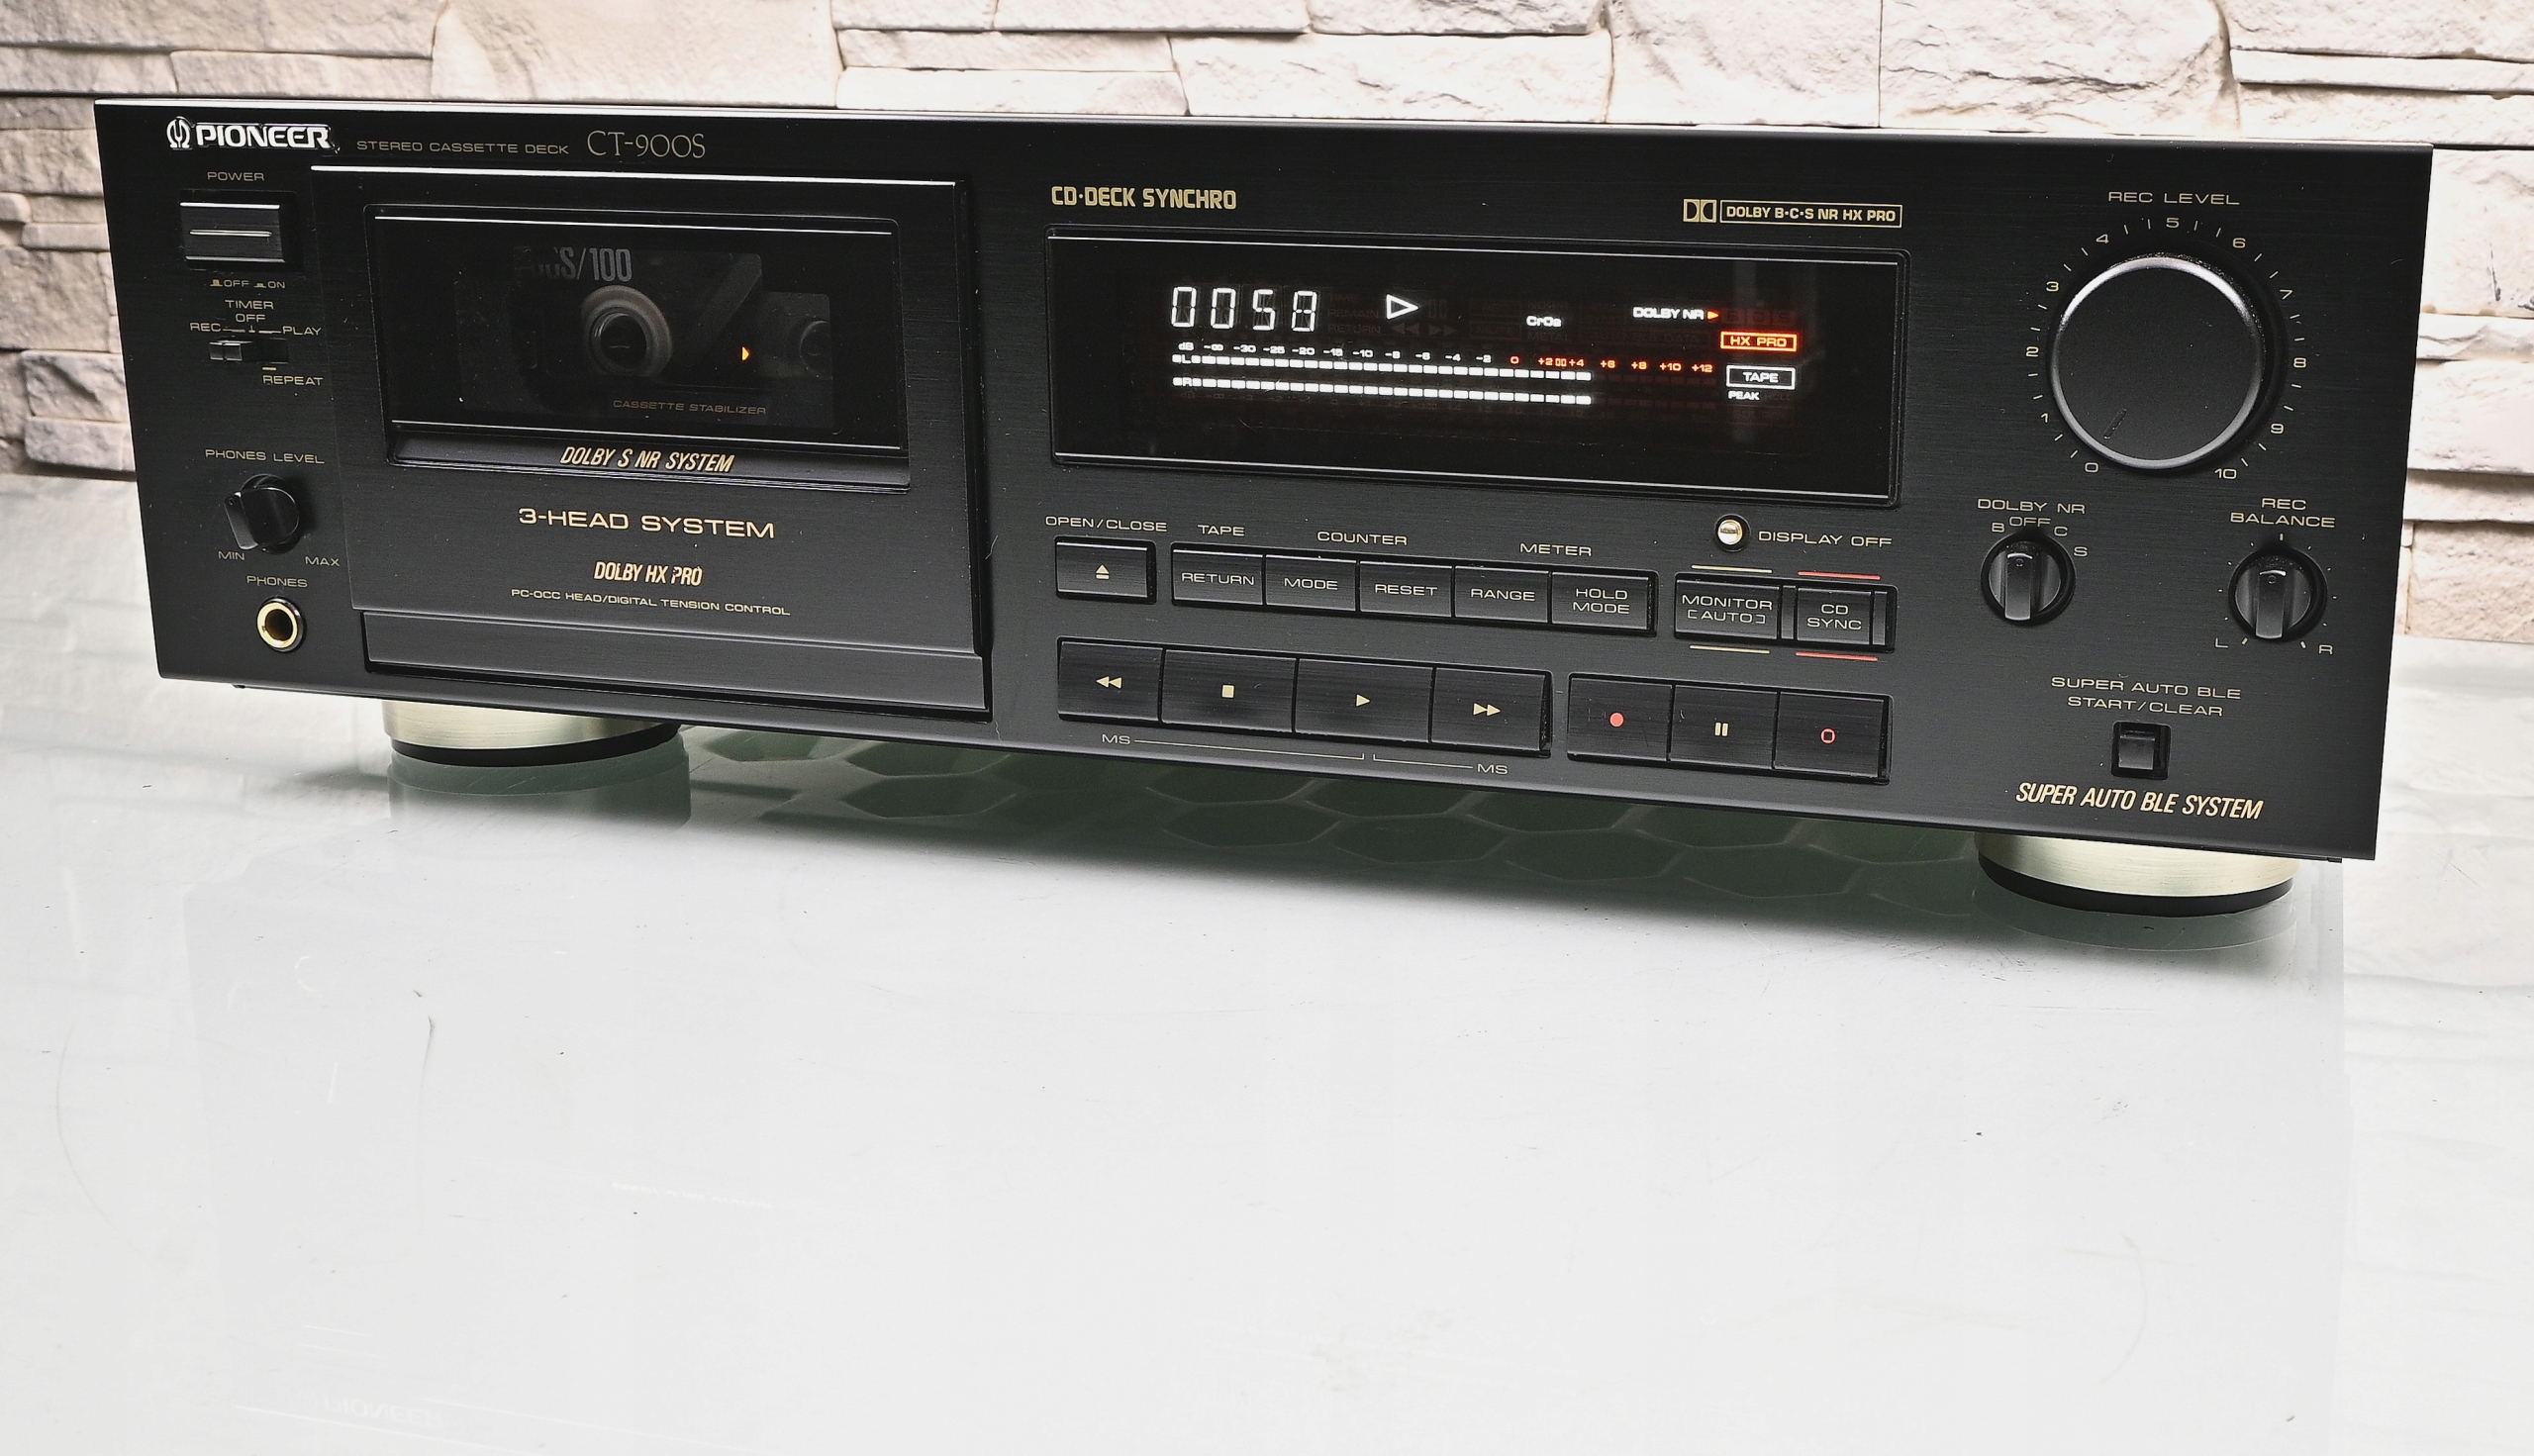 PIONEER STEREO CASSETTE DECK CT-900S
POWER
OFF ON
TIMER
OFF
REC PLAY
REPEAT
PHONES LEVEL
MIN MAX
PHONES
S/100
CASSETTE STABILIZER
DOLBY S NR SYSTEM
3-HEAD SYSTEM
DOLBY HX PRO
PC-OCC HEAD/DIGITAL TENSION CONTROL
CD·DECK SYNCHRO
DOLBY B·C·S NR HX PRO
0058
CrO2
DOLBY NR
HX PRO
dB -∞ -30 -25 -20 -15 -10 -8 -6 -4 -2 0 +2 +4 +6 +8 +10 +12
L
R
TAPE
PEAK
OPEN/CLOSE
TAPE
COUNTER
METER
DISPLAY OFF
RETURN
MODE
RESET
RANGE
HOLD
MODE
MONITOR
[AUTO]
CD
SYNC
MS
MS
REC LEVEL
0 1 2 3 4 5 6 7 8 9 10
DOLBY NR
OFF
B C
S
REC
BALANCE
L R
SUPER AUTO BLE
START/CLEAR
SUPER AUTO BLE SYSTEM